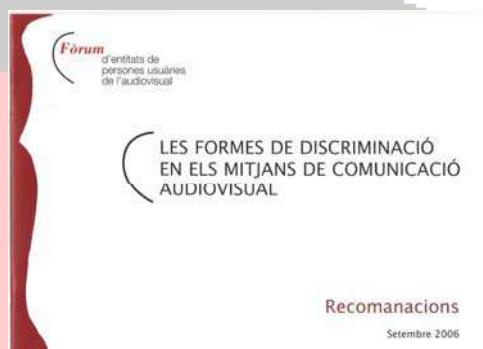 Fòrum
d'entitats de
persones usuàries
de l'audiovisual
LES FORMES DE DISCRIMINACIÓ
EN ELS MITJANS DE COMUNICACIÓ
AUDIOVISUAL
Recomanacions
Setembre 2006